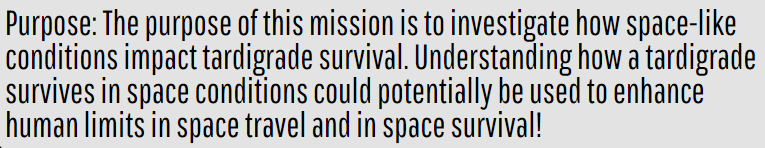 Purpose: The purpose of this mission is to investigate how space-like
conditions impact tardigrade survival. Understanding how a tardigrade
survives in space conditions could potentially be used to enhance
human limits in space travel and in space survival!